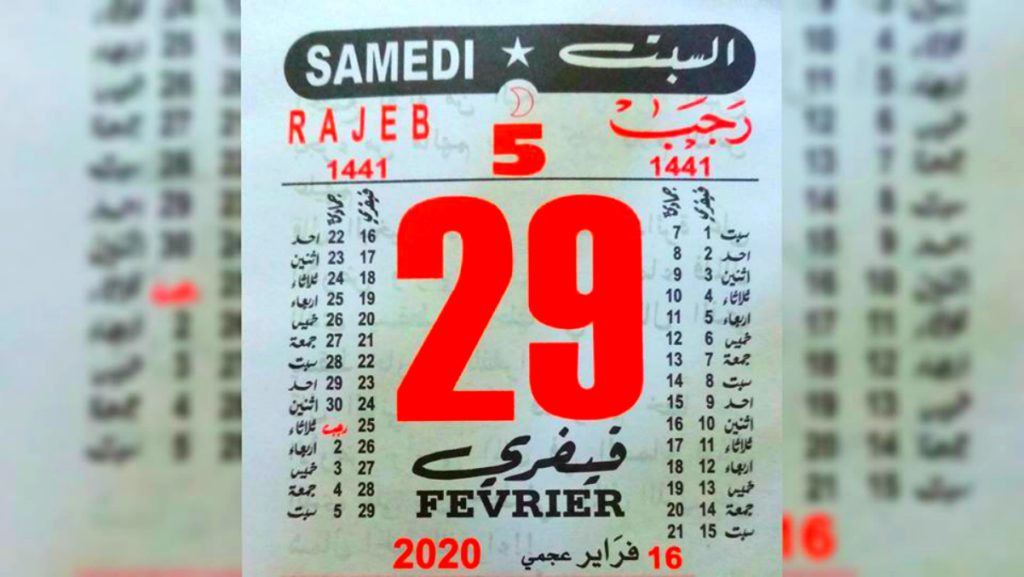 SAMEDI ★ السبت
RAJEB 5 رَجَبْ
1441 1441
جمادى فيفري
احد 22 16
اثنين 23 17
ثلاثاء 24 18
اربعاء 25 19
خميس 26 20
جمعة 27 21
سبت 28 22
احد 29 23
اثنين 30 24
ثلاثاء رجب 25
اربعاء 2 26
خميس 3 27
جمعة 4 28
سبت 5 29
29
فيفري
FEVRIER
2020
جمادى فيفري
7 1 سبت
8 2 احد
9 3 اثنين
10 4 ثلاثاء
11 5 اربعاء
12 6 خميس
13 7 جمعة
14 8 سبت
15 9 احد
16 10 اثنين
17 11 ثلاثاء
18 12 اربعاء
19 13 خميس
20 14 جمعة
21 15 سبت
16 فرَاير عجمي